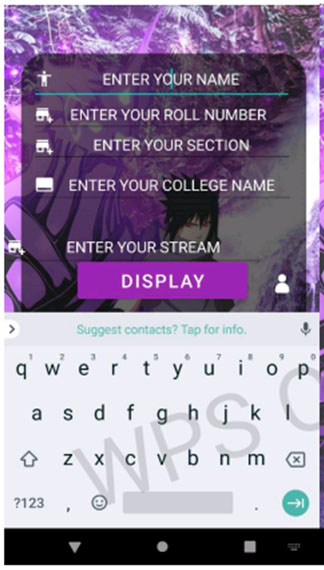 ENTER YOUR NAME
ENTER YOUR ROLL NUMBER
ENTER YOUR SECTION
ENTER YOUR COLLEGE NAME
ENTER YOUR STREAM
DISPLAY
Suggest contacts? Tap for info.
1 2 3 4 5 6 7 8 9 0
q w e r t y u i o p
a s d f g h j k l
z x c v b n m
?123 , .
WPS O